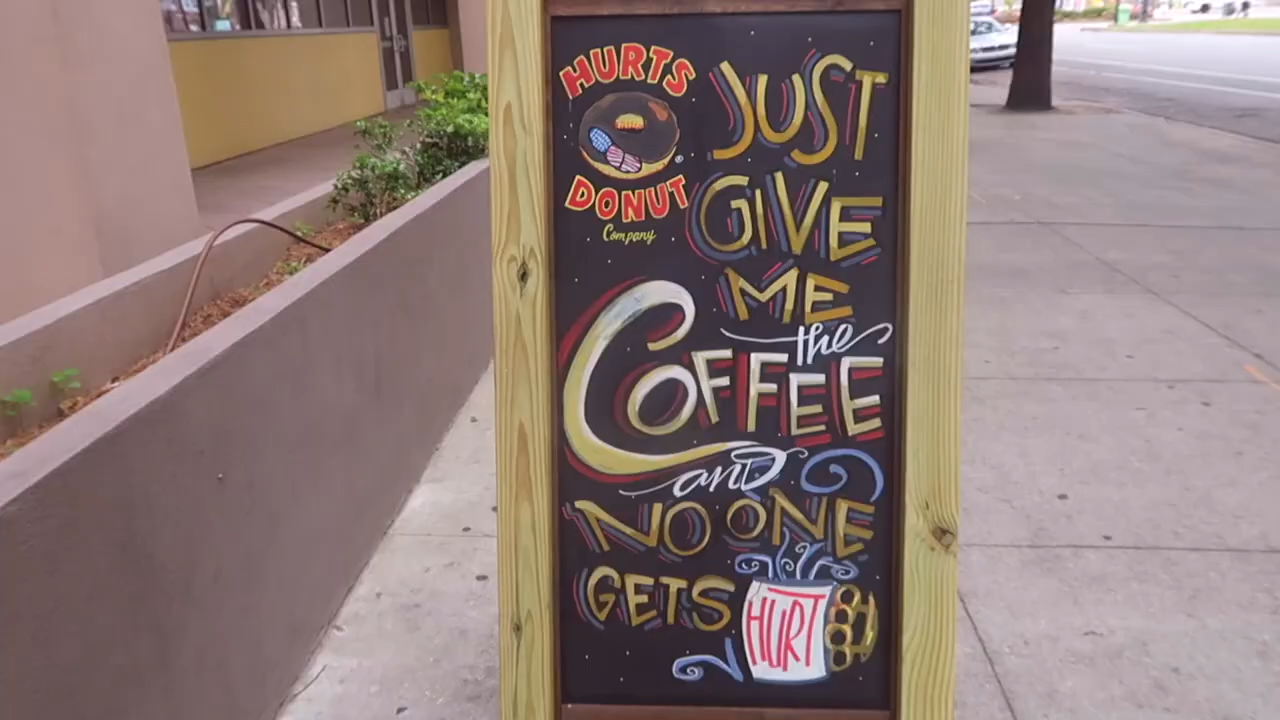 HURTS
DONUT
Company
JUST
GIVE
ME
the
COFFEE
and
NO ONE
GETS
HURT